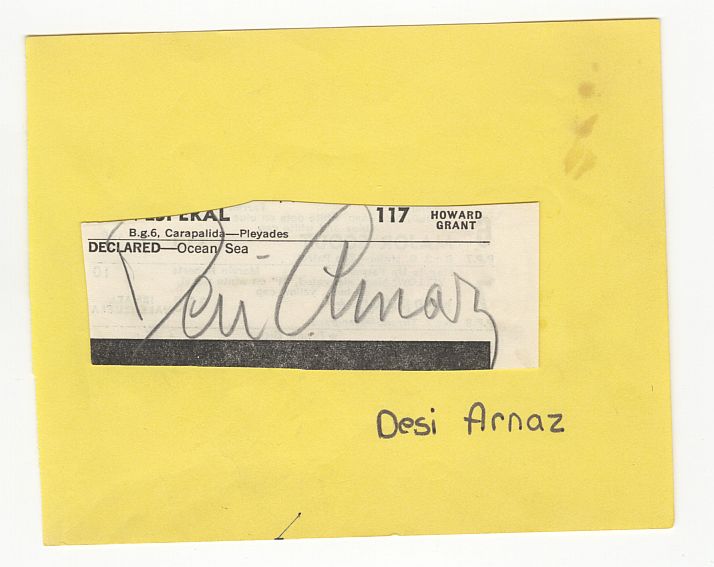 117 HOWARD
GRANT
B.g.6, Carapalida—Pleyades
DECLARED—Ocean Sea
Desi Arnaz
Desi Arnaz